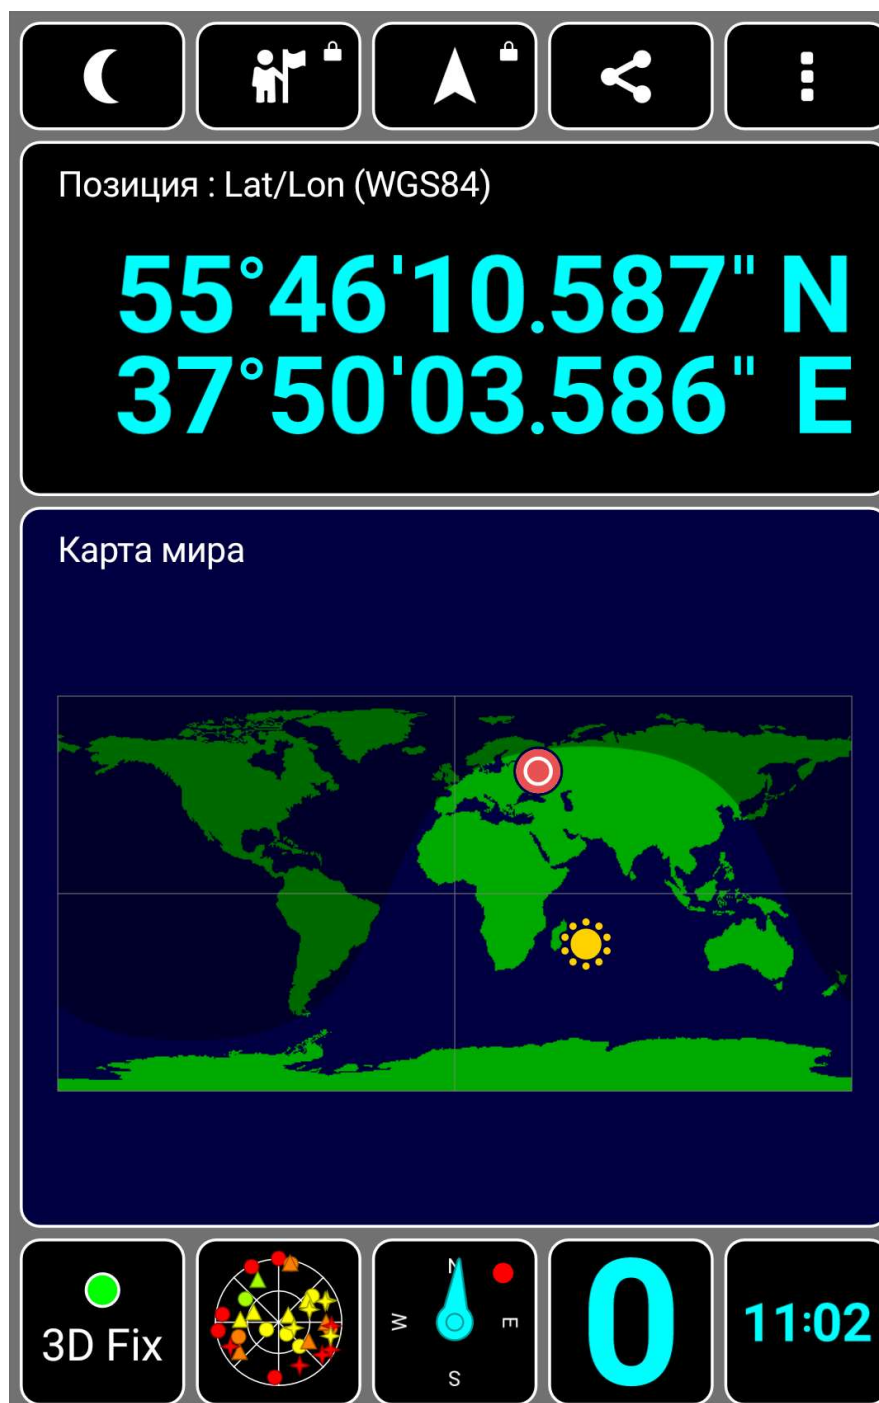 Позиция : Lat/Lon (WGS84)
55°46'10.587" N
37°50'03.586" E
Карта мира
3D Fix
N
W
E
S
0
11:02